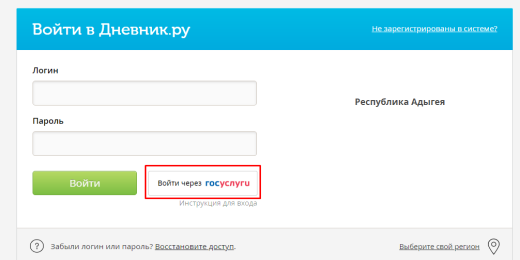 Войти в Дневник.ру
Не зарегистрированы в системе?
Логин
Республика Адыгея
Пароль
Войти
Войти через госуслуги
Инструкция для входа
? Забыли логин или пароль? Восстановите доступ.
Выберите свой регион